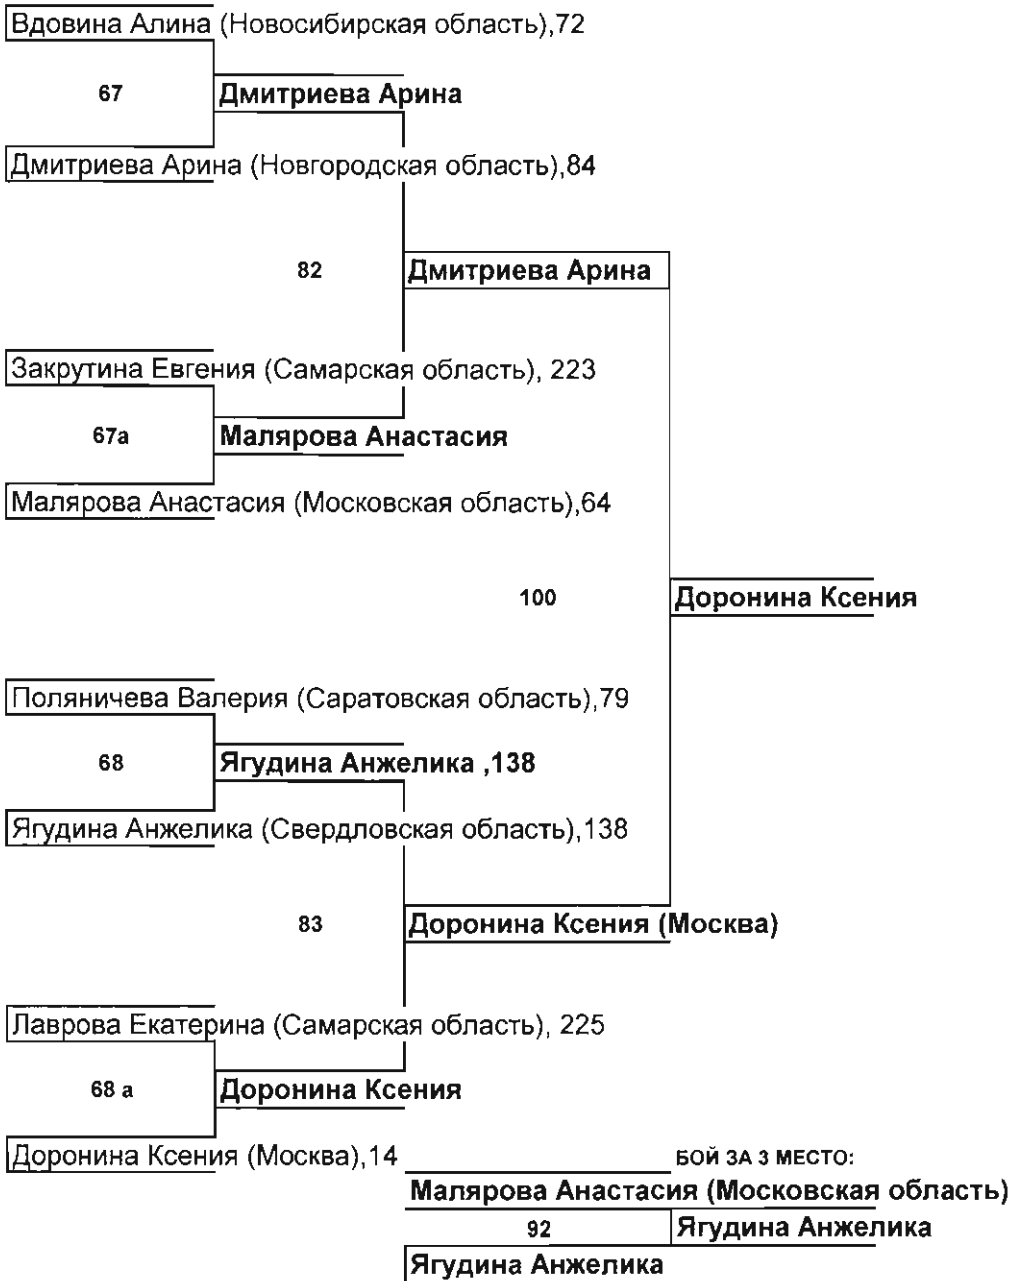 Вдовина Алина (Новосибирская область),72
67
Дмитриева Арина
Дмитриева Арина (Новгородская область),84
82
Дмитриева Арина
Закрутина Евгения (Самарская область), 223
67а
Малярова Анастасия
Малярова Анастасия (Московская область),64
100
Доронина Ксения
Поляничева Валерия (Саратовская область),79
68
Ягудина Анжелика ,138
Ягудина Анжелика (Свердловская область),138
83
Доронина Ксения (Москва)
Лаврова Екатерина (Самарская область), 225
68 а
Доронина Ксения
Доронина Ксения (Москва),14
БОЙ ЗА 3 МЕСТО:
Малярова Анастасия (Московская область)
92
Ягудина Анжелика
Ягудина Анжелика